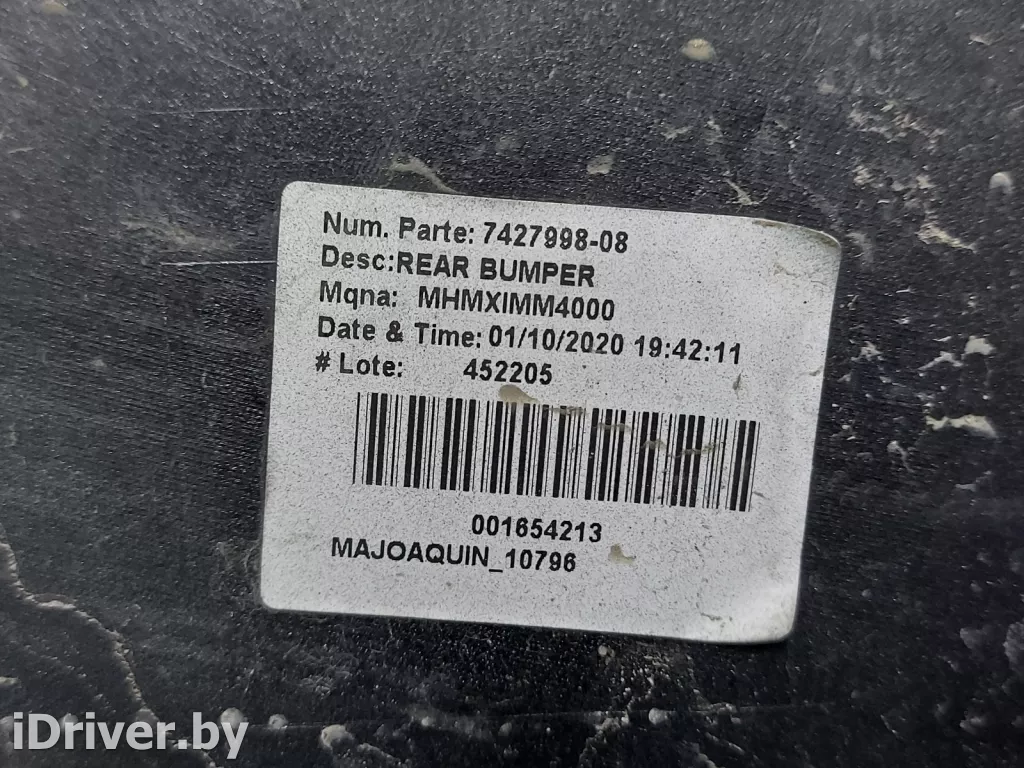 Num. Parte: 7427998-08
Desc:REAR BUMPER
Mqna: MHMXIMM4000
Date & Time: 01/10/2020 19:42:11
# Lote: 452205
001654213
MAJOAQUIN_10796
iDriver.by